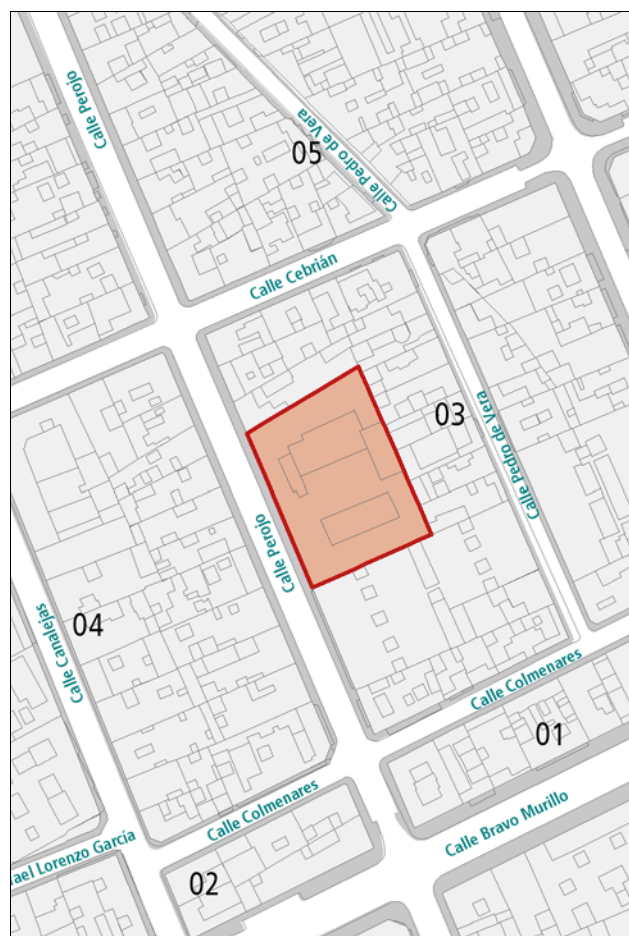 Calle Perojo
Calle Pedro de Vera
05
Calle Cebrián
03
Calle Pedro de Vera
Calle Perojo
04
Calle Canalejas
Calle Colmenares
01
Calle Colmenares
Calle Bravo Murillo
ael Lorenzo García
02